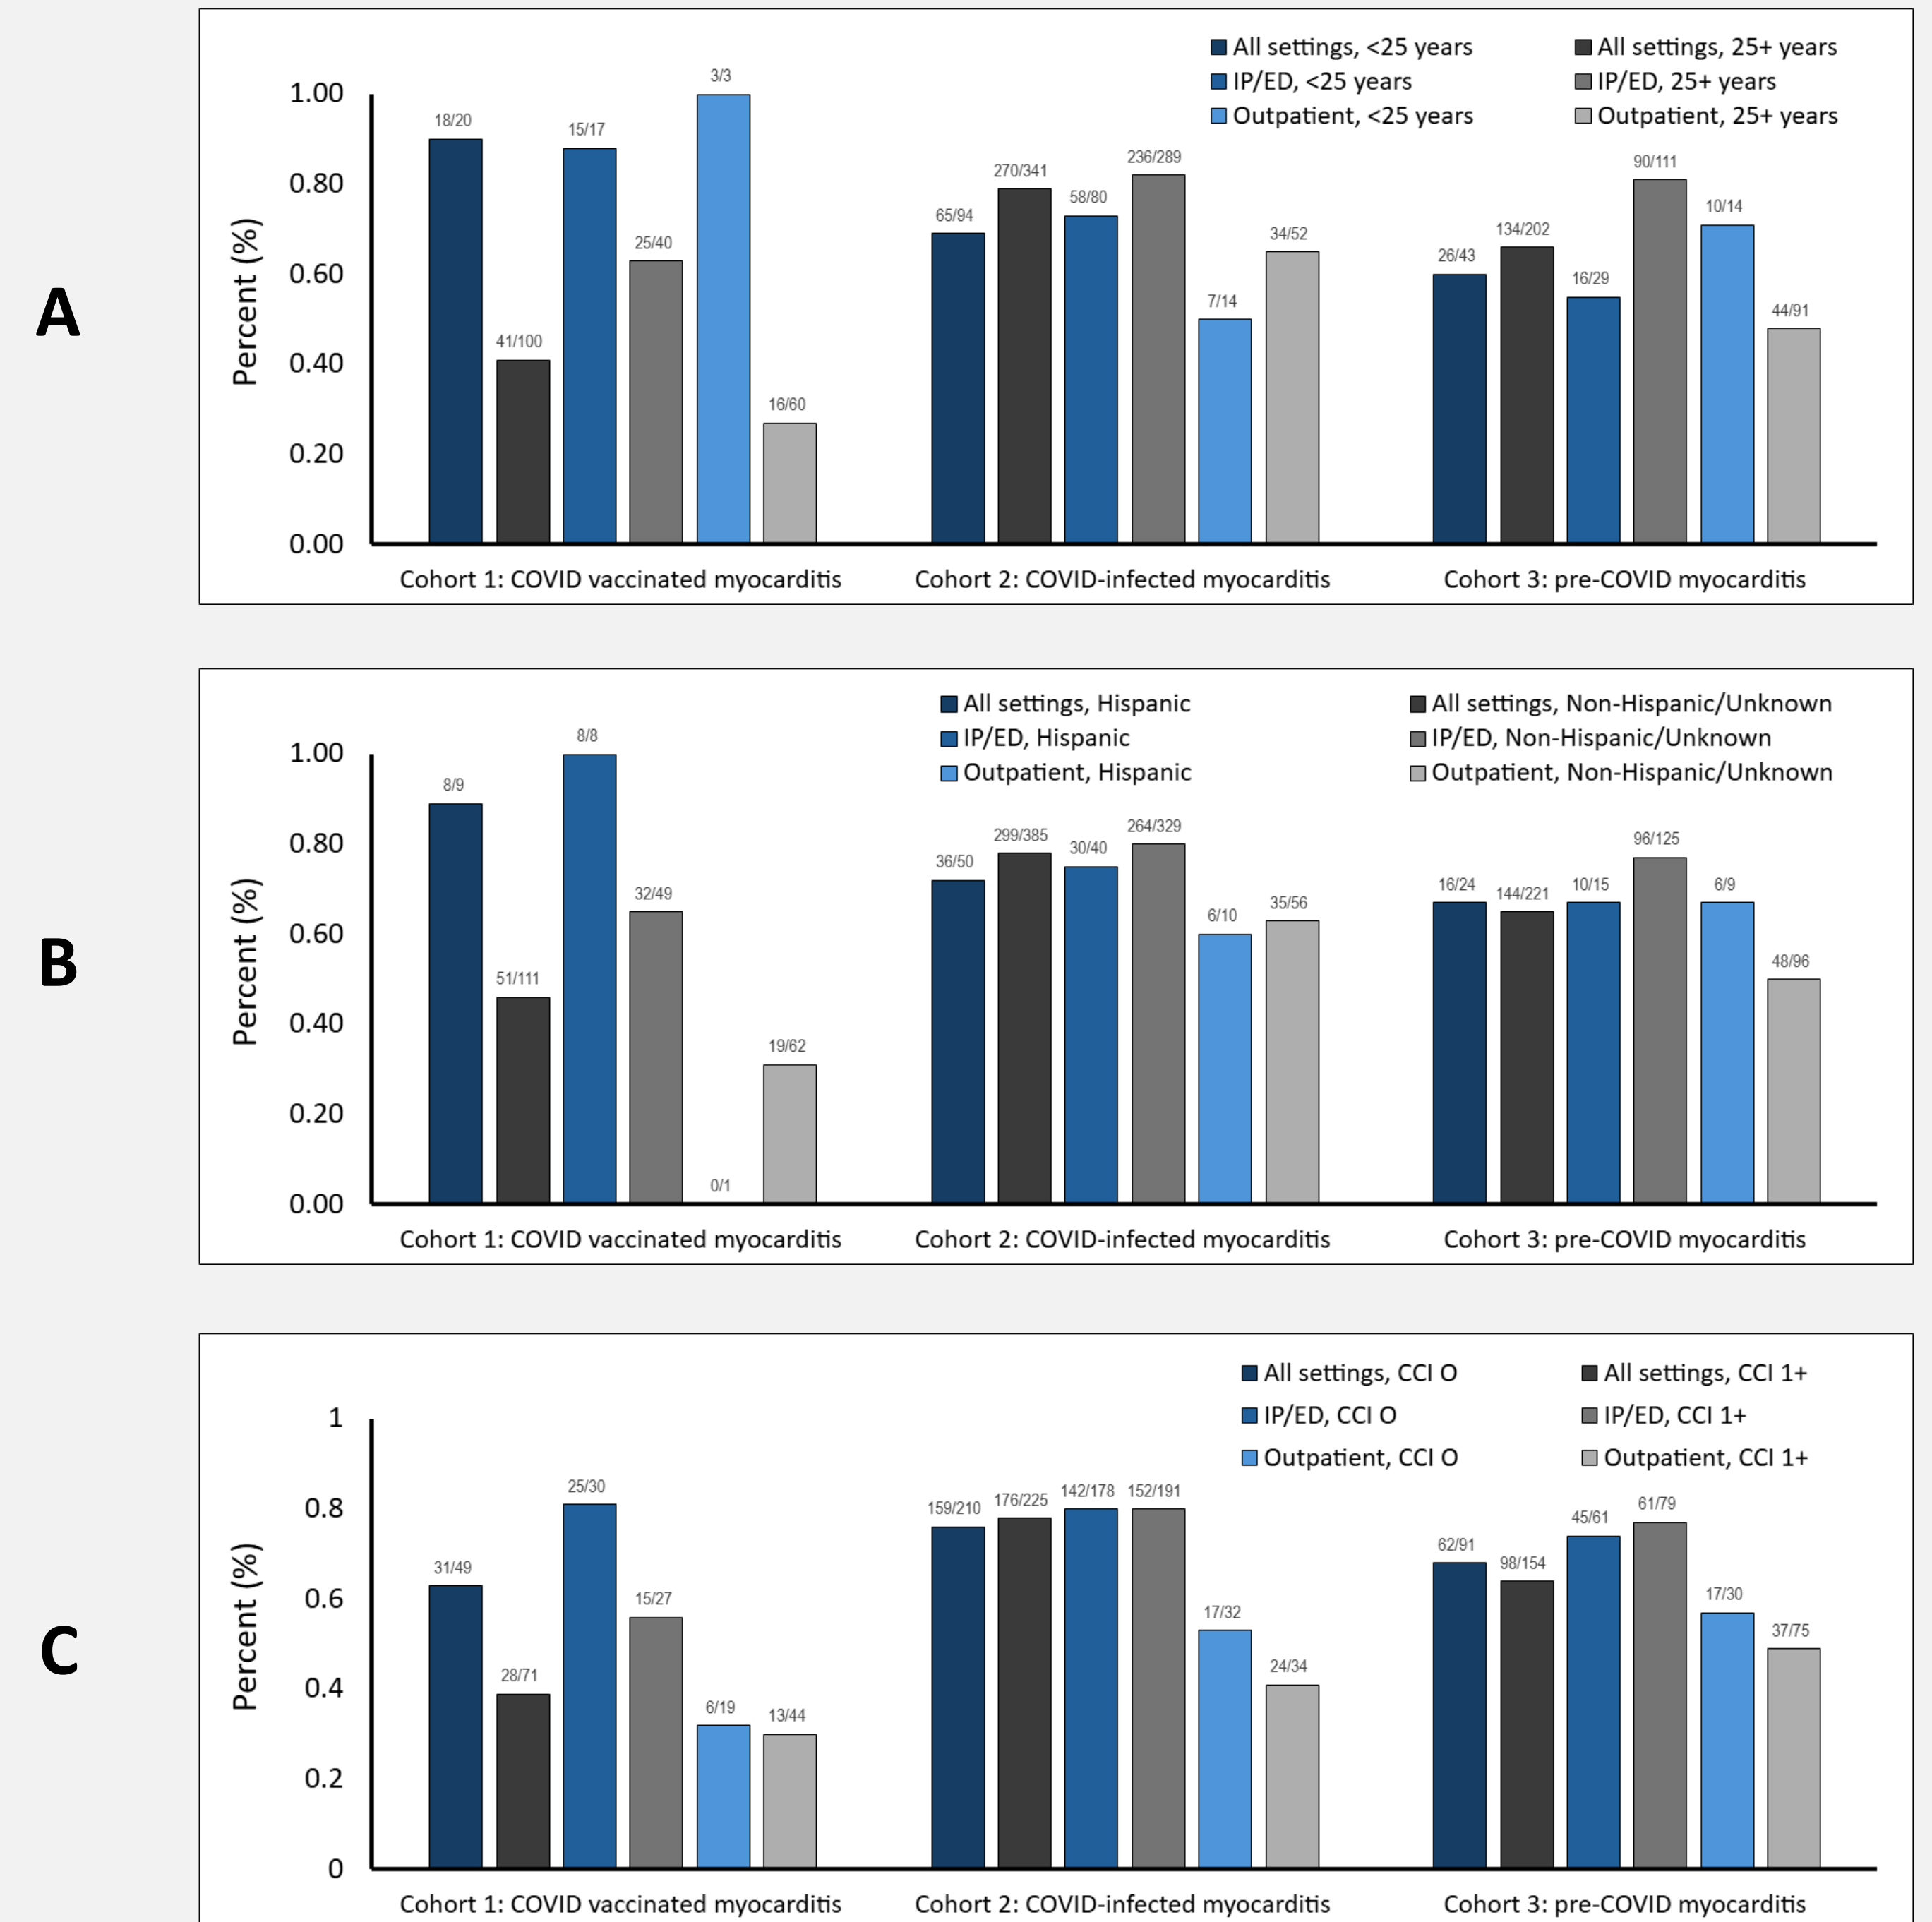 A
Percent (%)
All settings, <25 years
All settings, 25+ years
IP/ED, <25 years
IP/ED, 25+ years
Outpatient, <25 years
Outpatient, 25+ years
1.00
0.80
0.60
0.40
0.20
0.00
18/20
41/100
15/17
25/40
3/3
16/60
65/94
270/341
58/80
236/289
7/14
34/52
26/43
134/202
16/29
90/111
10/14
44/91
Cohort 1: COVID vaccinated myocarditis
Cohort 2: COVID-infected myocarditis
Cohort 3: pre-COVID myocarditis
B
Percent (%)
All settings, Hispanic
All settings, Non-Hispanic/Unknown
IP/ED, Hispanic
IP/ED, Non-Hispanic/Unknown
Outpatient, Hispanic
Outpatient, Non-Hispanic/Unknown
1.00
0.80
0.60
0.40
0.20
0.00
8/9
51/111
8/8
32/49
0/1
19/62
36/50
299/385
30/40
264/329
6/10
35/56
16/24
144/221
10/15
96/125
6/9
48/96
Cohort 1: COVID vaccinated myocarditis
Cohort 2: COVID-infected myocarditis
Cohort 3: pre-COVID myocarditis
C
Percent (%)
All settings, CCI O
All settings, CCI 1+
IP/ED, CCI O
IP/ED, CCI 1+
Outpatient, CCI O
Outpatient, CCI 1+
1
0.8
0.6
0.4
0.2
0
31/49
28/71
25/30
15/27
6/19
13/44
159/210
176/225
142/178
152/191
17/32
24/34
62/91
98/154
45/61
61/79
17/30
37/75
Cohort 1: COVID vaccinated myocarditis
Cohort 2: COVID-infected myocarditis
Cohort 3: pre-COVID myocarditis